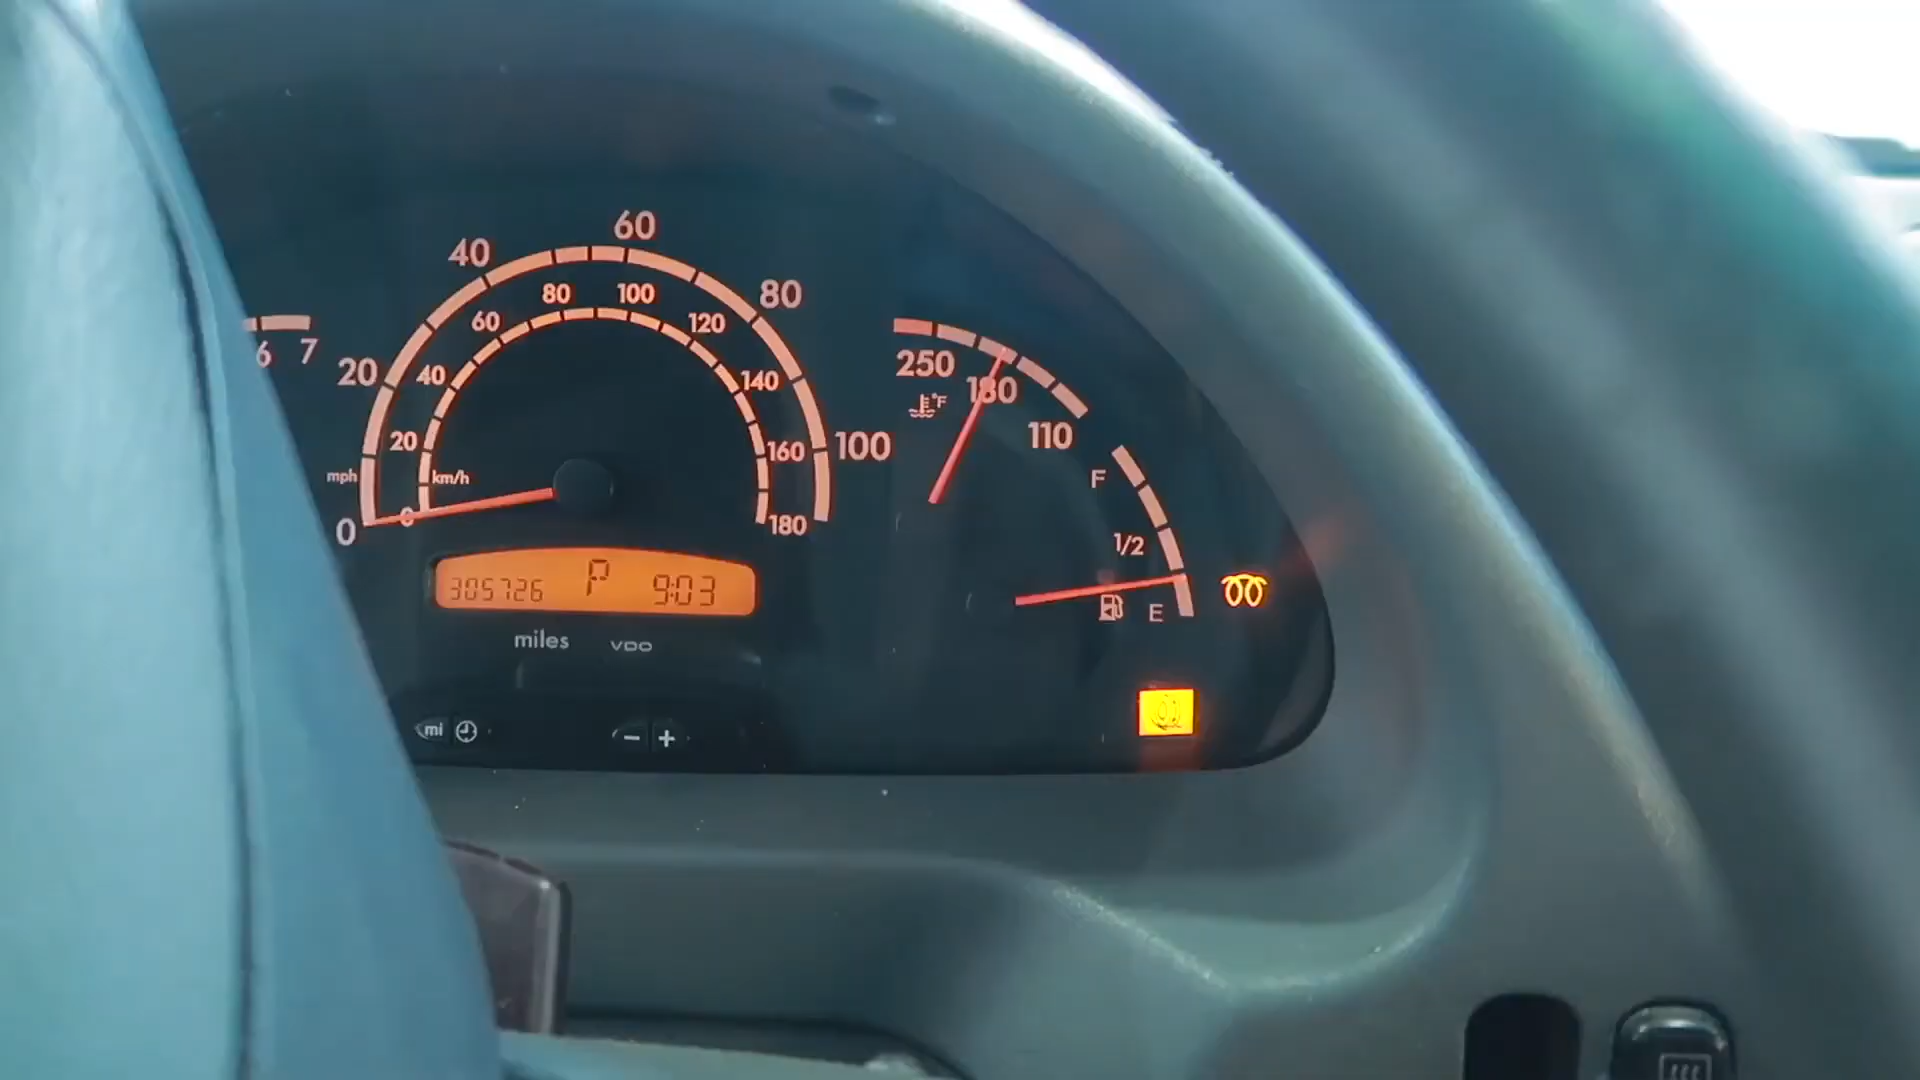 60
40
80
80 100
60 120
6 7
20 40 140
20 160 100
mph km/h
0 0 180
250
180
°F
110
F
1/2
E
305726 P 9:03
miles VDO
mi
- +